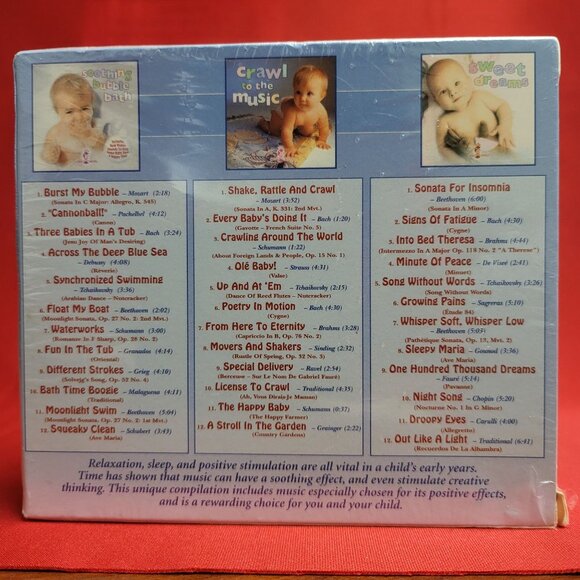 soothing
bubble
bath
crawl
to the
music
sweet
dreams
1. Burst My Bubble – Mozart (2:18)
(Sonata In C Major: Allegro, K. 545)
2. "Cannonball!" – Pachelbel (4:12)
(Canon)
3. Three Babies In A Tub – Bach (3:24)
(Jesu Joy Of Man's Desiring)
4. Across The Deep Blue Sea
– Debussy (4:08)
(Rêverie)
5. Synchronized Swimming
– Tchaikovsky (3:36)
(Arabian Dance – Nutcracker)
6. Float My Boat – Beethoven (2:02)
(Moonlight Sonata, Op. 27 No. 2: 2nd Mvt.)
7. Waterworks – Schumann (3:00)
(Romance In F Sharp, Op. 28 No. 2)
8. Fun In The Tub – Granados (4:14)
(Oriental)
9. Different Strokes – Grieg (4:10)
(Solveig's Song, Op. 52 No. 4)
10. Bath Time Boogie – Malaguena (4:11)
(Traditional)
11. Moonlight Swim – Beethoven (5:04)
(Moonlight Sonata, Op. 27 No. 2: 1st Mvt.)
12. Squeaky Clean – Schubert (3:43)
(Ave Maria)
1. Shake, Rattle And Crawl
– Mozart (3:52)
(Sonata In A, K. 331: 2nd Mvt.)
2. Every Baby's Doing It – Bach (1:20)
(Gavotte – French Suite No. 5)
3. Crawling Around The World
– Schumann (1:22)
(About Foreign Lands & People, Op. 15 No. 1)
4. Olé Baby! – Strauss (4:31)
(Valse)
5. Up And At 'Em – Tchaikovsky (2:15)
(Dance Of Reed Flutes – Nutcracker)
6. Poetry In Motion – Bach (4:30)
(Cygne)
7. From Here To Eternity – Brahms (3:28)
(Capriccio In B, Op. 76 No. 2)
8. Movers And Shakers – Sinding (2:32)
(Rustle Of Spring, Op. 32 No. 3)
9. Special Delivery – Ravel (2:54)
(Berceuse – Sur Le Nom De Gabriel Fauré)
10. License To Crawl – Traditional (4:35)
(Ah, Vous Dirais-Je Maman)
11. The Happy Baby – Schumann (0:37)
(The Happy Farmer)
12. A Stroll In The Garden – Grainger (2:22)
(Country Gardens)
1. Sonata For Insomnia
– Beethoven (6:00)
(Sonata In A Minor)
2. Signs Of Fatigue – Bach (4:30)
(Cygne)
3. Into Bed Theresa – Brahms (4:44)
(Intermezzo In A Major Op. 118 No. 2 "A Therese")
4. Minute Of Peace – De Viseé (2:41)
(Minuet)
5. Song Without Words – Tchaikovsky (3:26)
(Song Without Words)
6. Growing Pains – Sagreras (5:10)
(Étude 84)
7. Whisper Soft, Whisper Low
– Beethoven (5:05)
(Pathétique Sonata, Op. 13, Mvt. 2)
8. Sleepy Maria – Gounod (3:36)
(Ave Maria)
9. One Hundred Thousand Dreams
– Fauré (5:14)
(Pavanne)
10. Night Song – Chopin (5:20)
(Nocturne No. 1 In G Minor)
11. Droopy Eyes – Carulli (4:00)
(Allegrette)
12. Out Like A Light – Traditional (6:41)
(Recuerdos De La Alhambra)
Relaxation, sleep, and positive stimulation are all vital in a child's early years.
Time has shown that music can have a soothing effect, and even stimulate creative
thinking. This unique compilation includes music especially chosen for its positive effects,
and is a rewarding choice for you and your child.